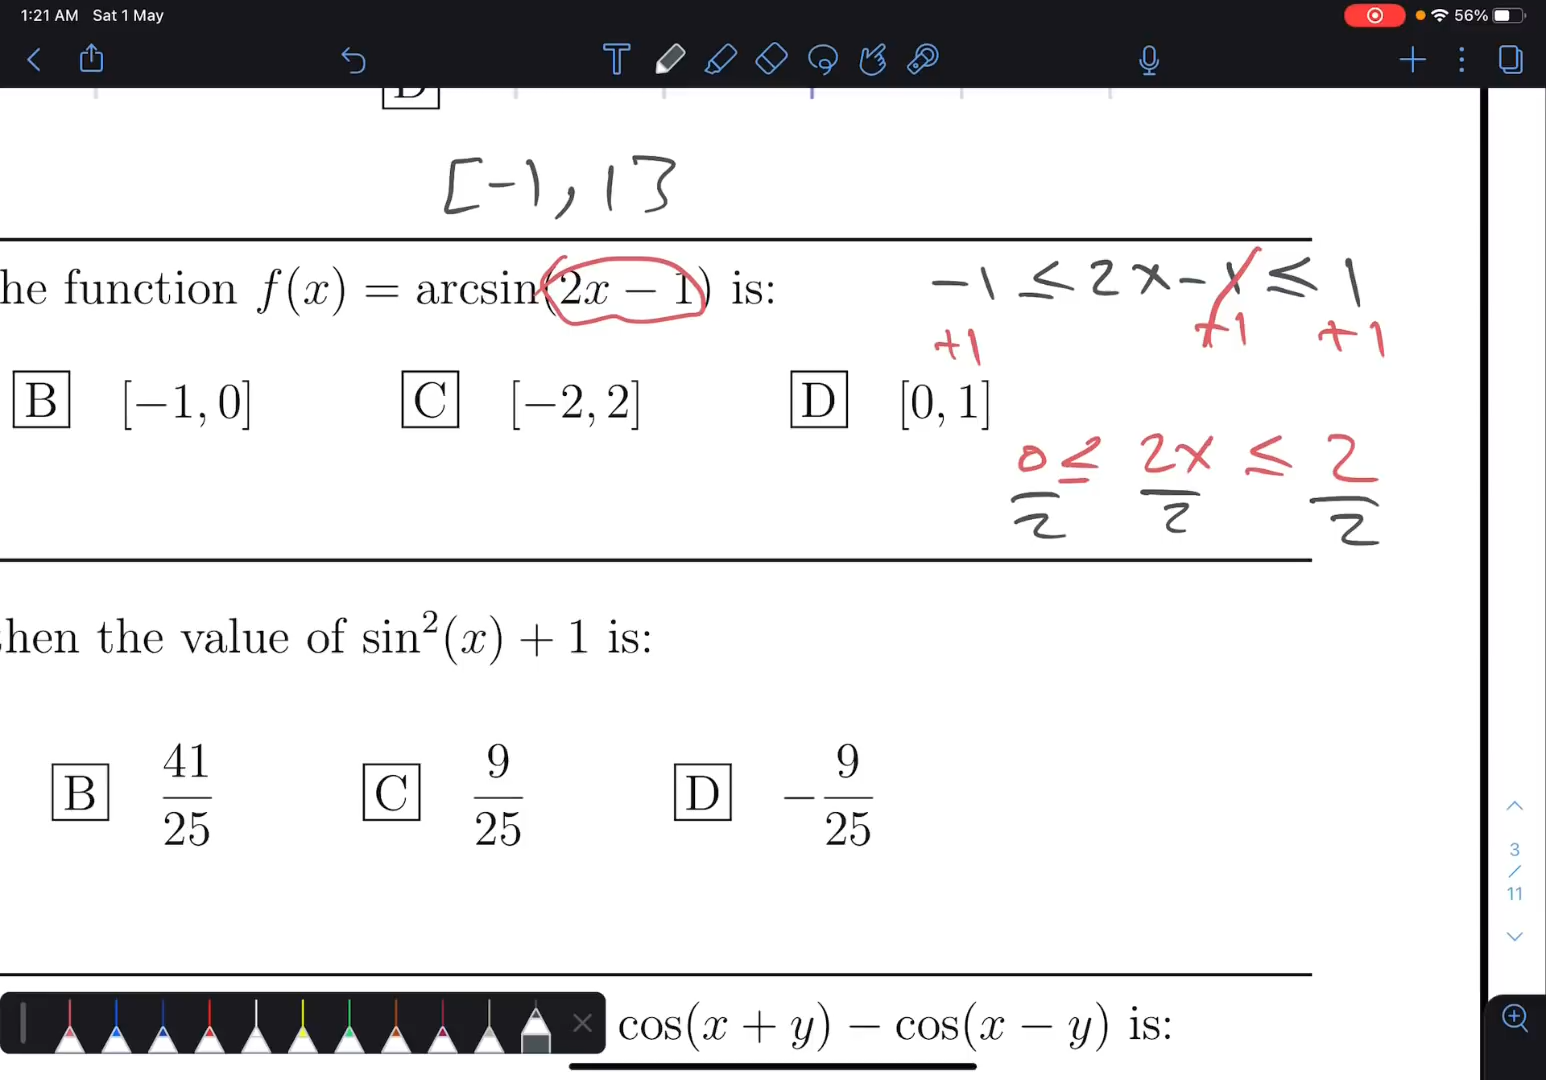 1:21 AM Sat 1 May 56%
D
[-1, 1]
he function f(x) = arcsin(2x − 1) is: -1 ≤ 2x-1 ≤ 1
+1 +1 +1
B [−1, 0] C [−2, 2] D [0, 1]
0 ≤ 2x ≤ 2
2 2 2
then the value of sin²(x) + 1 is:
B 41/25 C 9/25 D −9/25
cos(x + y) − cos(x − y) is:
3
/
11